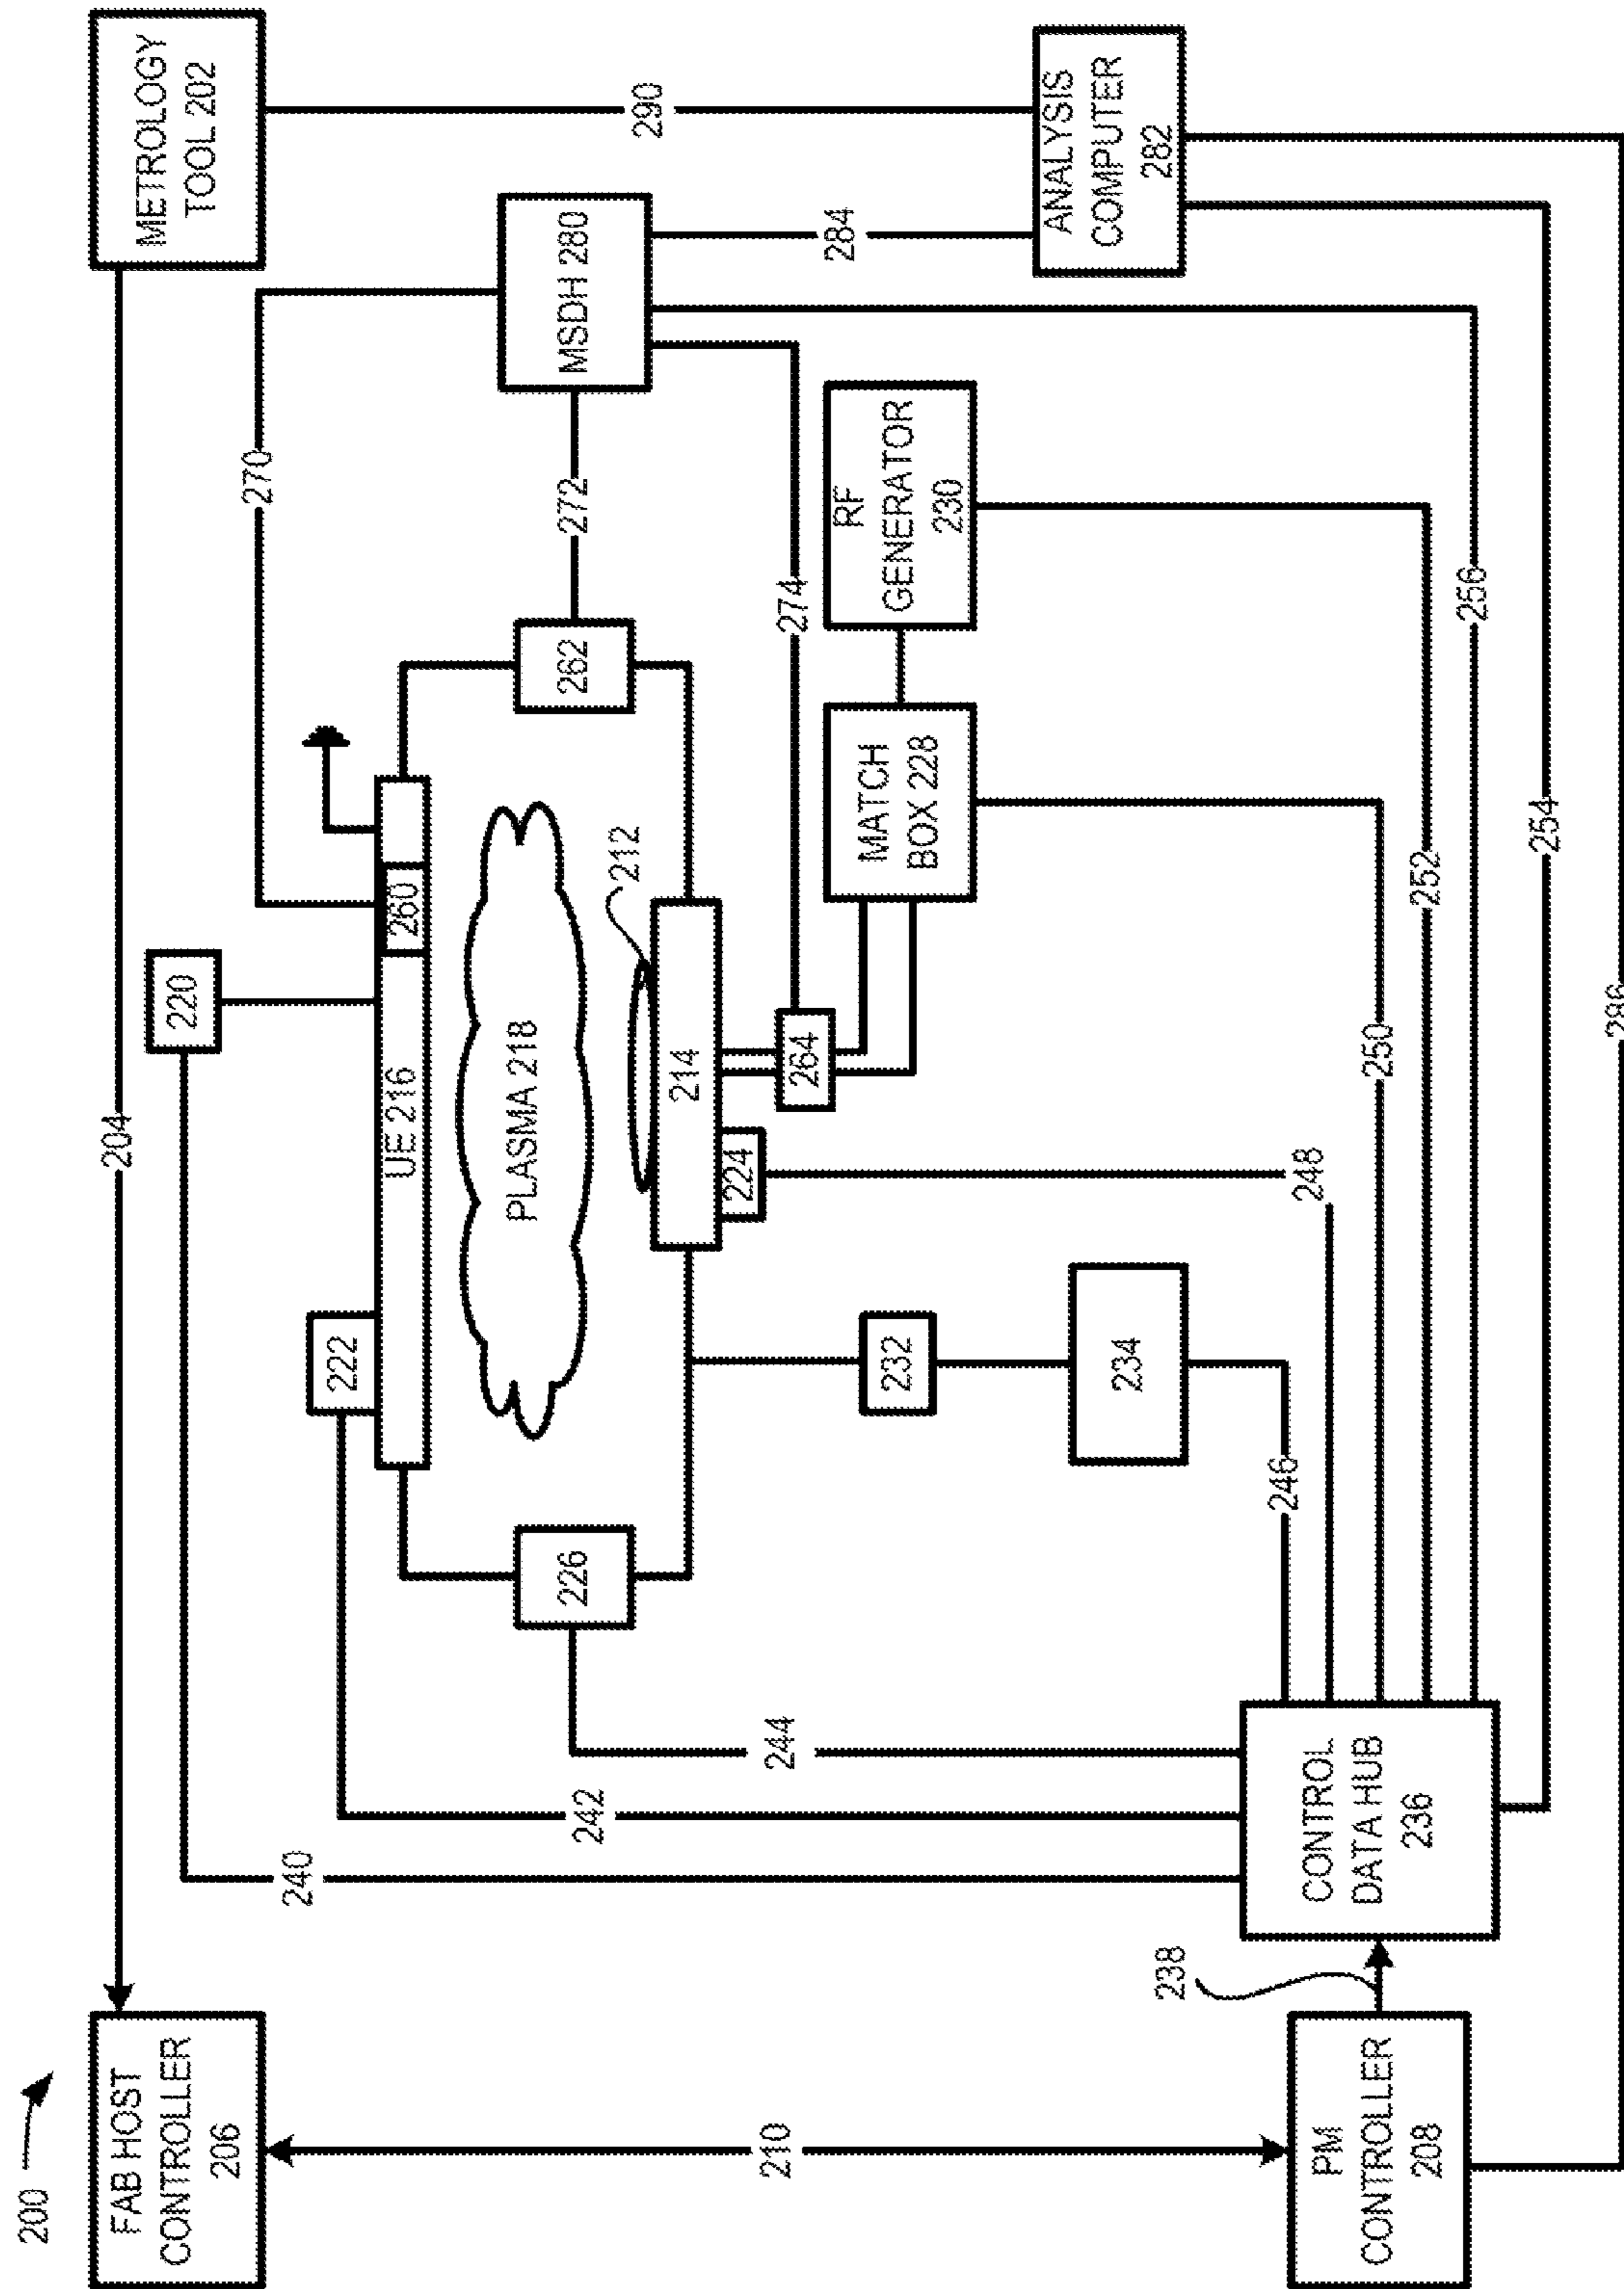 200
FAB HOST
CONTROLLER
206
204
METROLOGY
TOOL 202
240
220
270
242
222
UE 216
260
244
226
PLASMA 218
262
272
MSDH 280
212
214
224
264
274
284
290
210
232
234
MATCH
BOX 228
RF
GENERATOR
230
ANALYSIS
COMPUTER
282
238
PM
CONTROLLER
208
CONTROL
DATA HUB
236
246
248
250
252
256
254
286